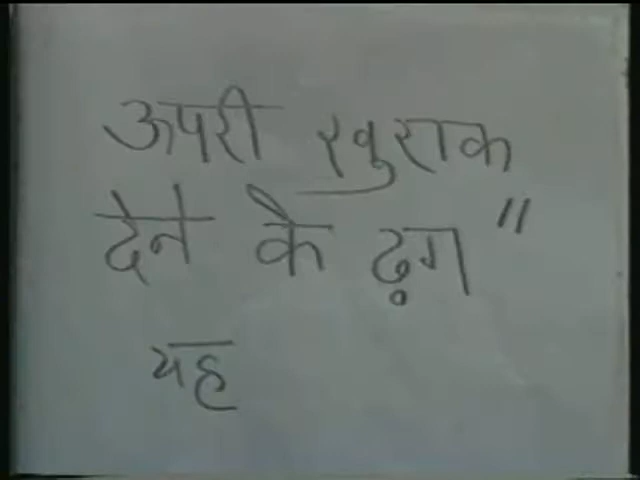 ऊपरी खुराक
देने के ढ़ग "
यह